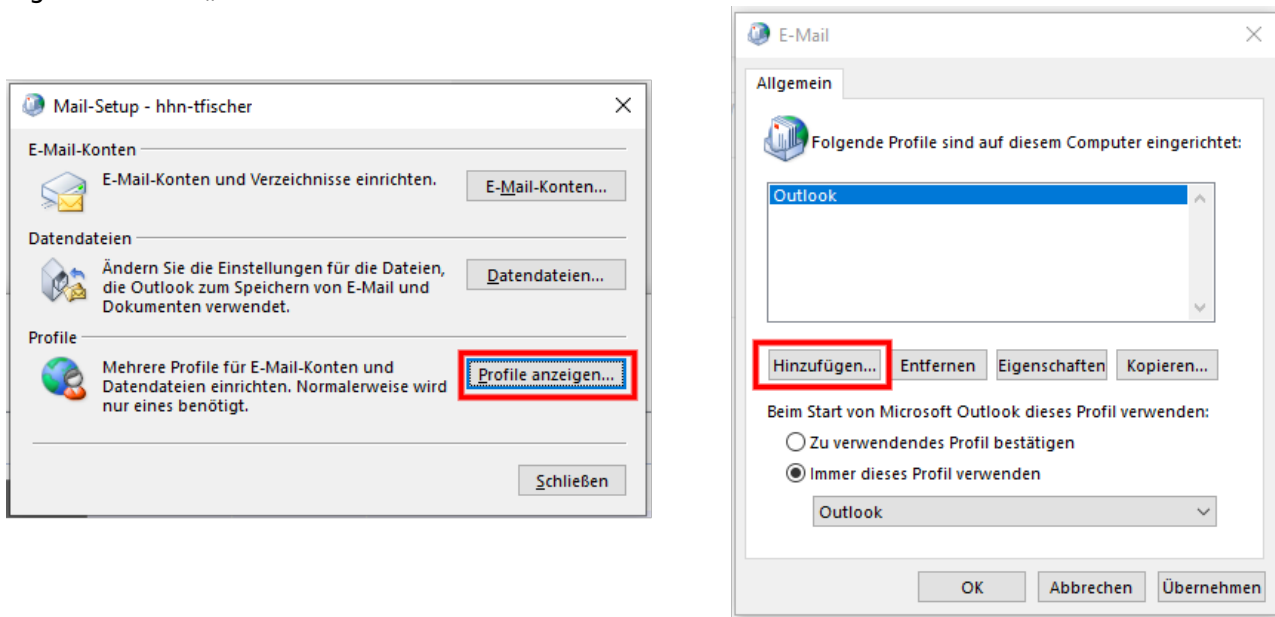 Mail-Setup - hhn-tfischer
E-Mail-Konten
E-Mail-Konten und Verzeichnisse einrichten.
E-Mail-Konten...
Datendateien
Ändern Sie die Einstellungen für die Dateien,
die Outlook zum Speichern von E-Mail und
Dokumenten verwendet.
Datendateien...
Profile
Mehrere Profile für E-Mail-Konten und
Datendateien einrichten. Normalerweise wird
nur eines benötigt.
Profile anzeigen...
Schließen
E-Mail
Allgemein
Folgende Profile sind auf diesem Computer eingerichtet:
Outlook
Hinzufügen... Entfernen Eigenschaften Kopieren...
Beim Start von Microsoft Outlook dieses Profil verwenden:
Zu verwendendes Profil bestätigen
Immer dieses Profil verwenden
Outlook
OK Abbrechen Übernehmen